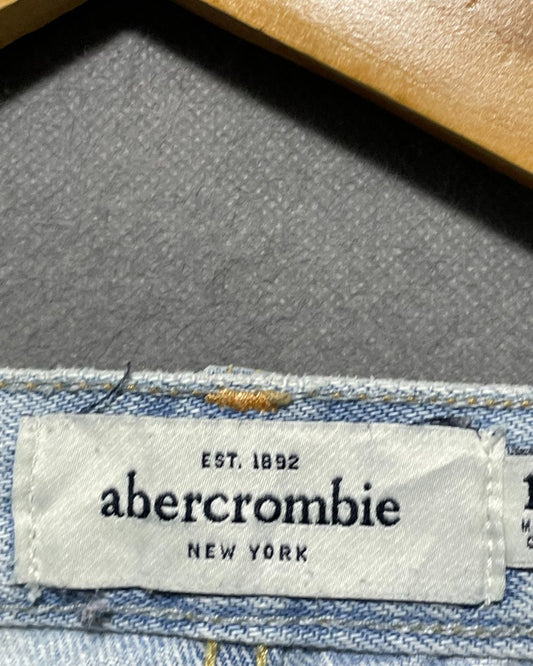 EST. 1892
abercrombie
NEW YORK